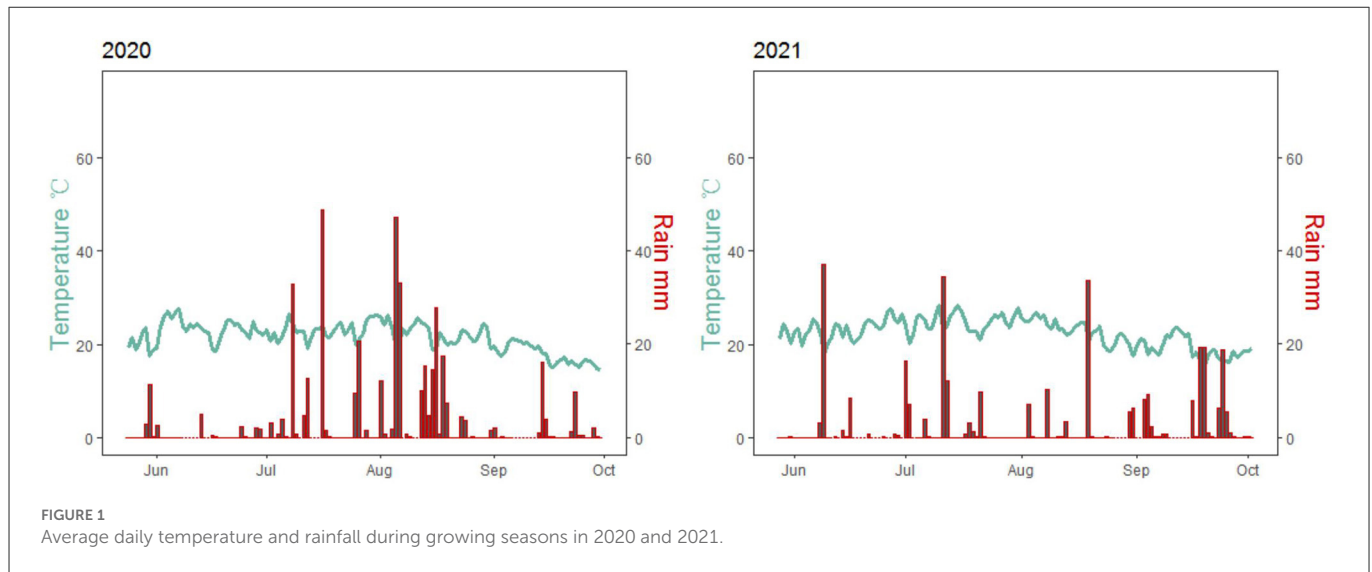 2020
60
40
20
0
Temperature ℃
60
40
20
0
Rain mm
Jun Jul Aug Sep Oct
2021
60
40
20
0
Temperature ℃
60
40
20
0
Rain mm
Jun Jul Aug Sep Oct
FIGURE 1
Average daily temperature and rainfall during growing seasons in 2020 and 2021.